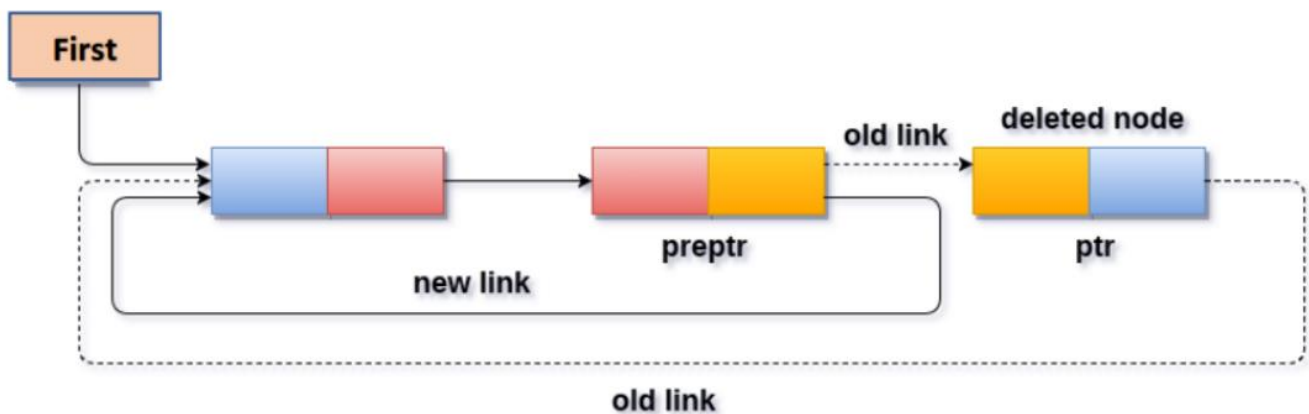 First
old link
deleted node
preptr
ptr
new link
old link